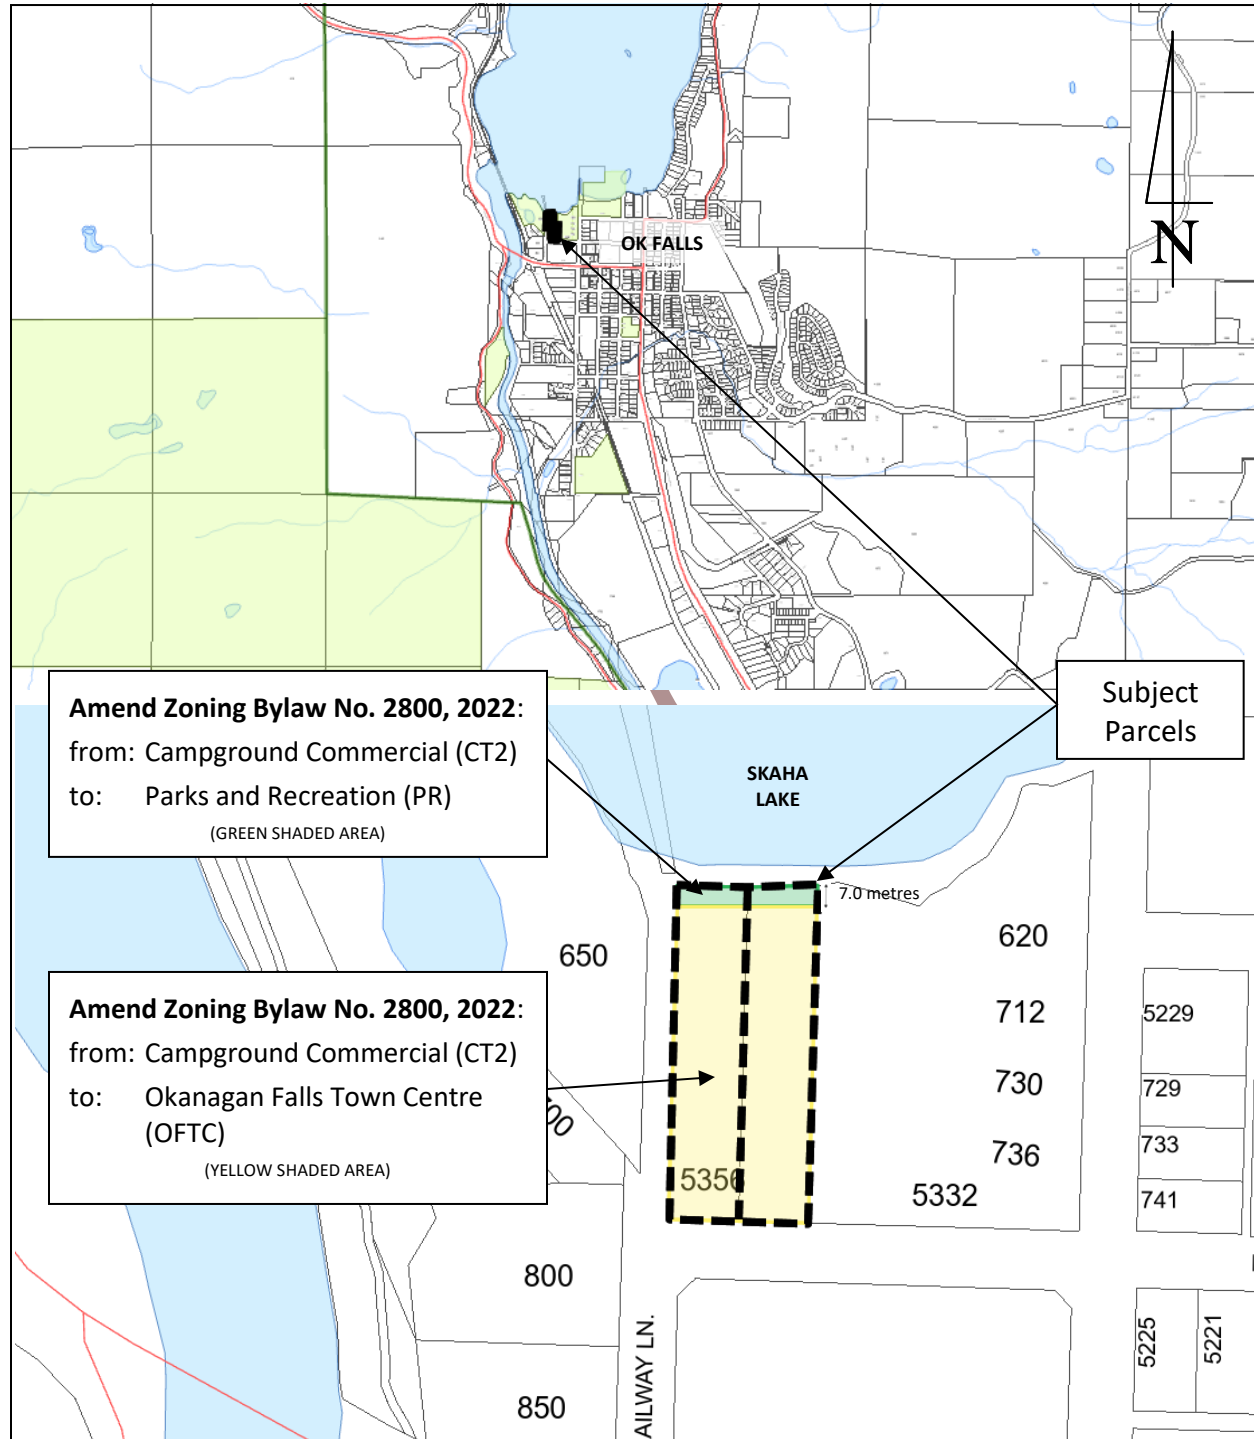 OK FALLS
N
Subject
Parcels
Amend Zoning Bylaw No. 2800, 2022:
from: Campground Commercial (CT2)
to: Parks and Recreation (PR)
(GREEN SHADED AREA)
SKAHA
LAKE
7.0 metres
650
620
Amend Zoning Bylaw No. 2800, 2022:
from: Campground Commercial (CT2)
to: Okanagan Falls Town Centre
(OFTC)
(YELLOW SHADED AREA)
712
5229
730
729
736
733
5356
5332
741
800
850
AILWAY LN.
5225
5221